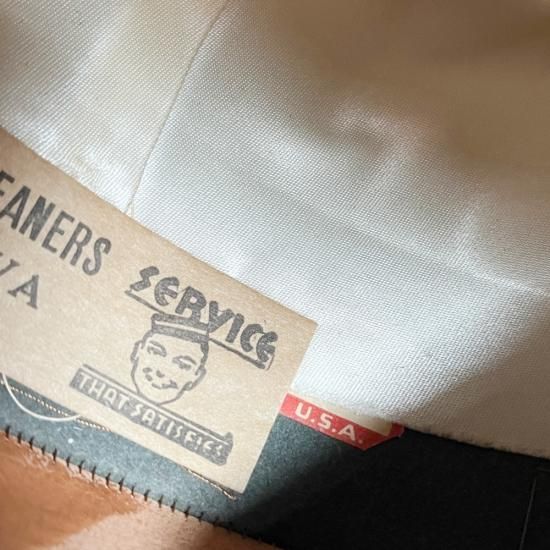 EANERS
VA
SERVICE
THAT SATISFIES
U.S.A.